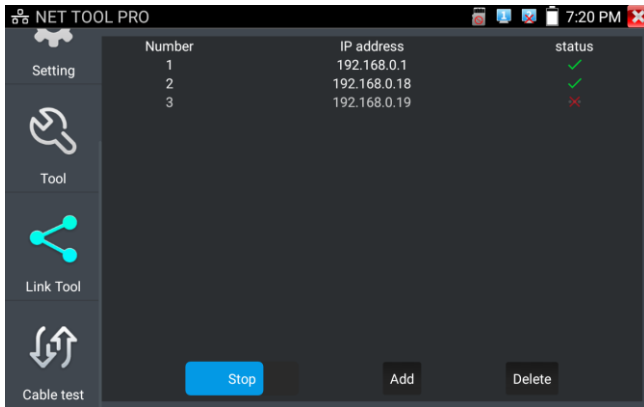 NET TOOL PRO
1
7:20 PM
Setting
Tool
Link Tool
Cable test
Number IP address status
1 192.168.0.1
2 192.168.0.18
3 192.168.0.19
Stop Add Delete